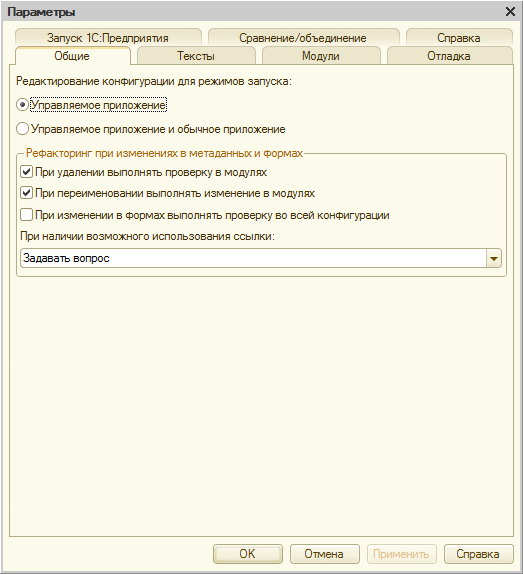 Параметры
Запуск 1С:Предприятия
Сравнение/объединение
Справка
Общие
Тексты
Модули
Отладка
Редактирование конфигурации для режимов запуска:
Управляемое приложение
Управляемое приложение и обычное приложение
Рефакторинг при изменениях в метаданных и формах
При удалении выполнять проверку в модулях
При переименовании выполнять изменение в модулях
При изменении в формах выполнять проверку во всей конфигурации
При наличии возможного использования ссылки:
Задавать вопрос
ОК
Отмена
Применить
Справка